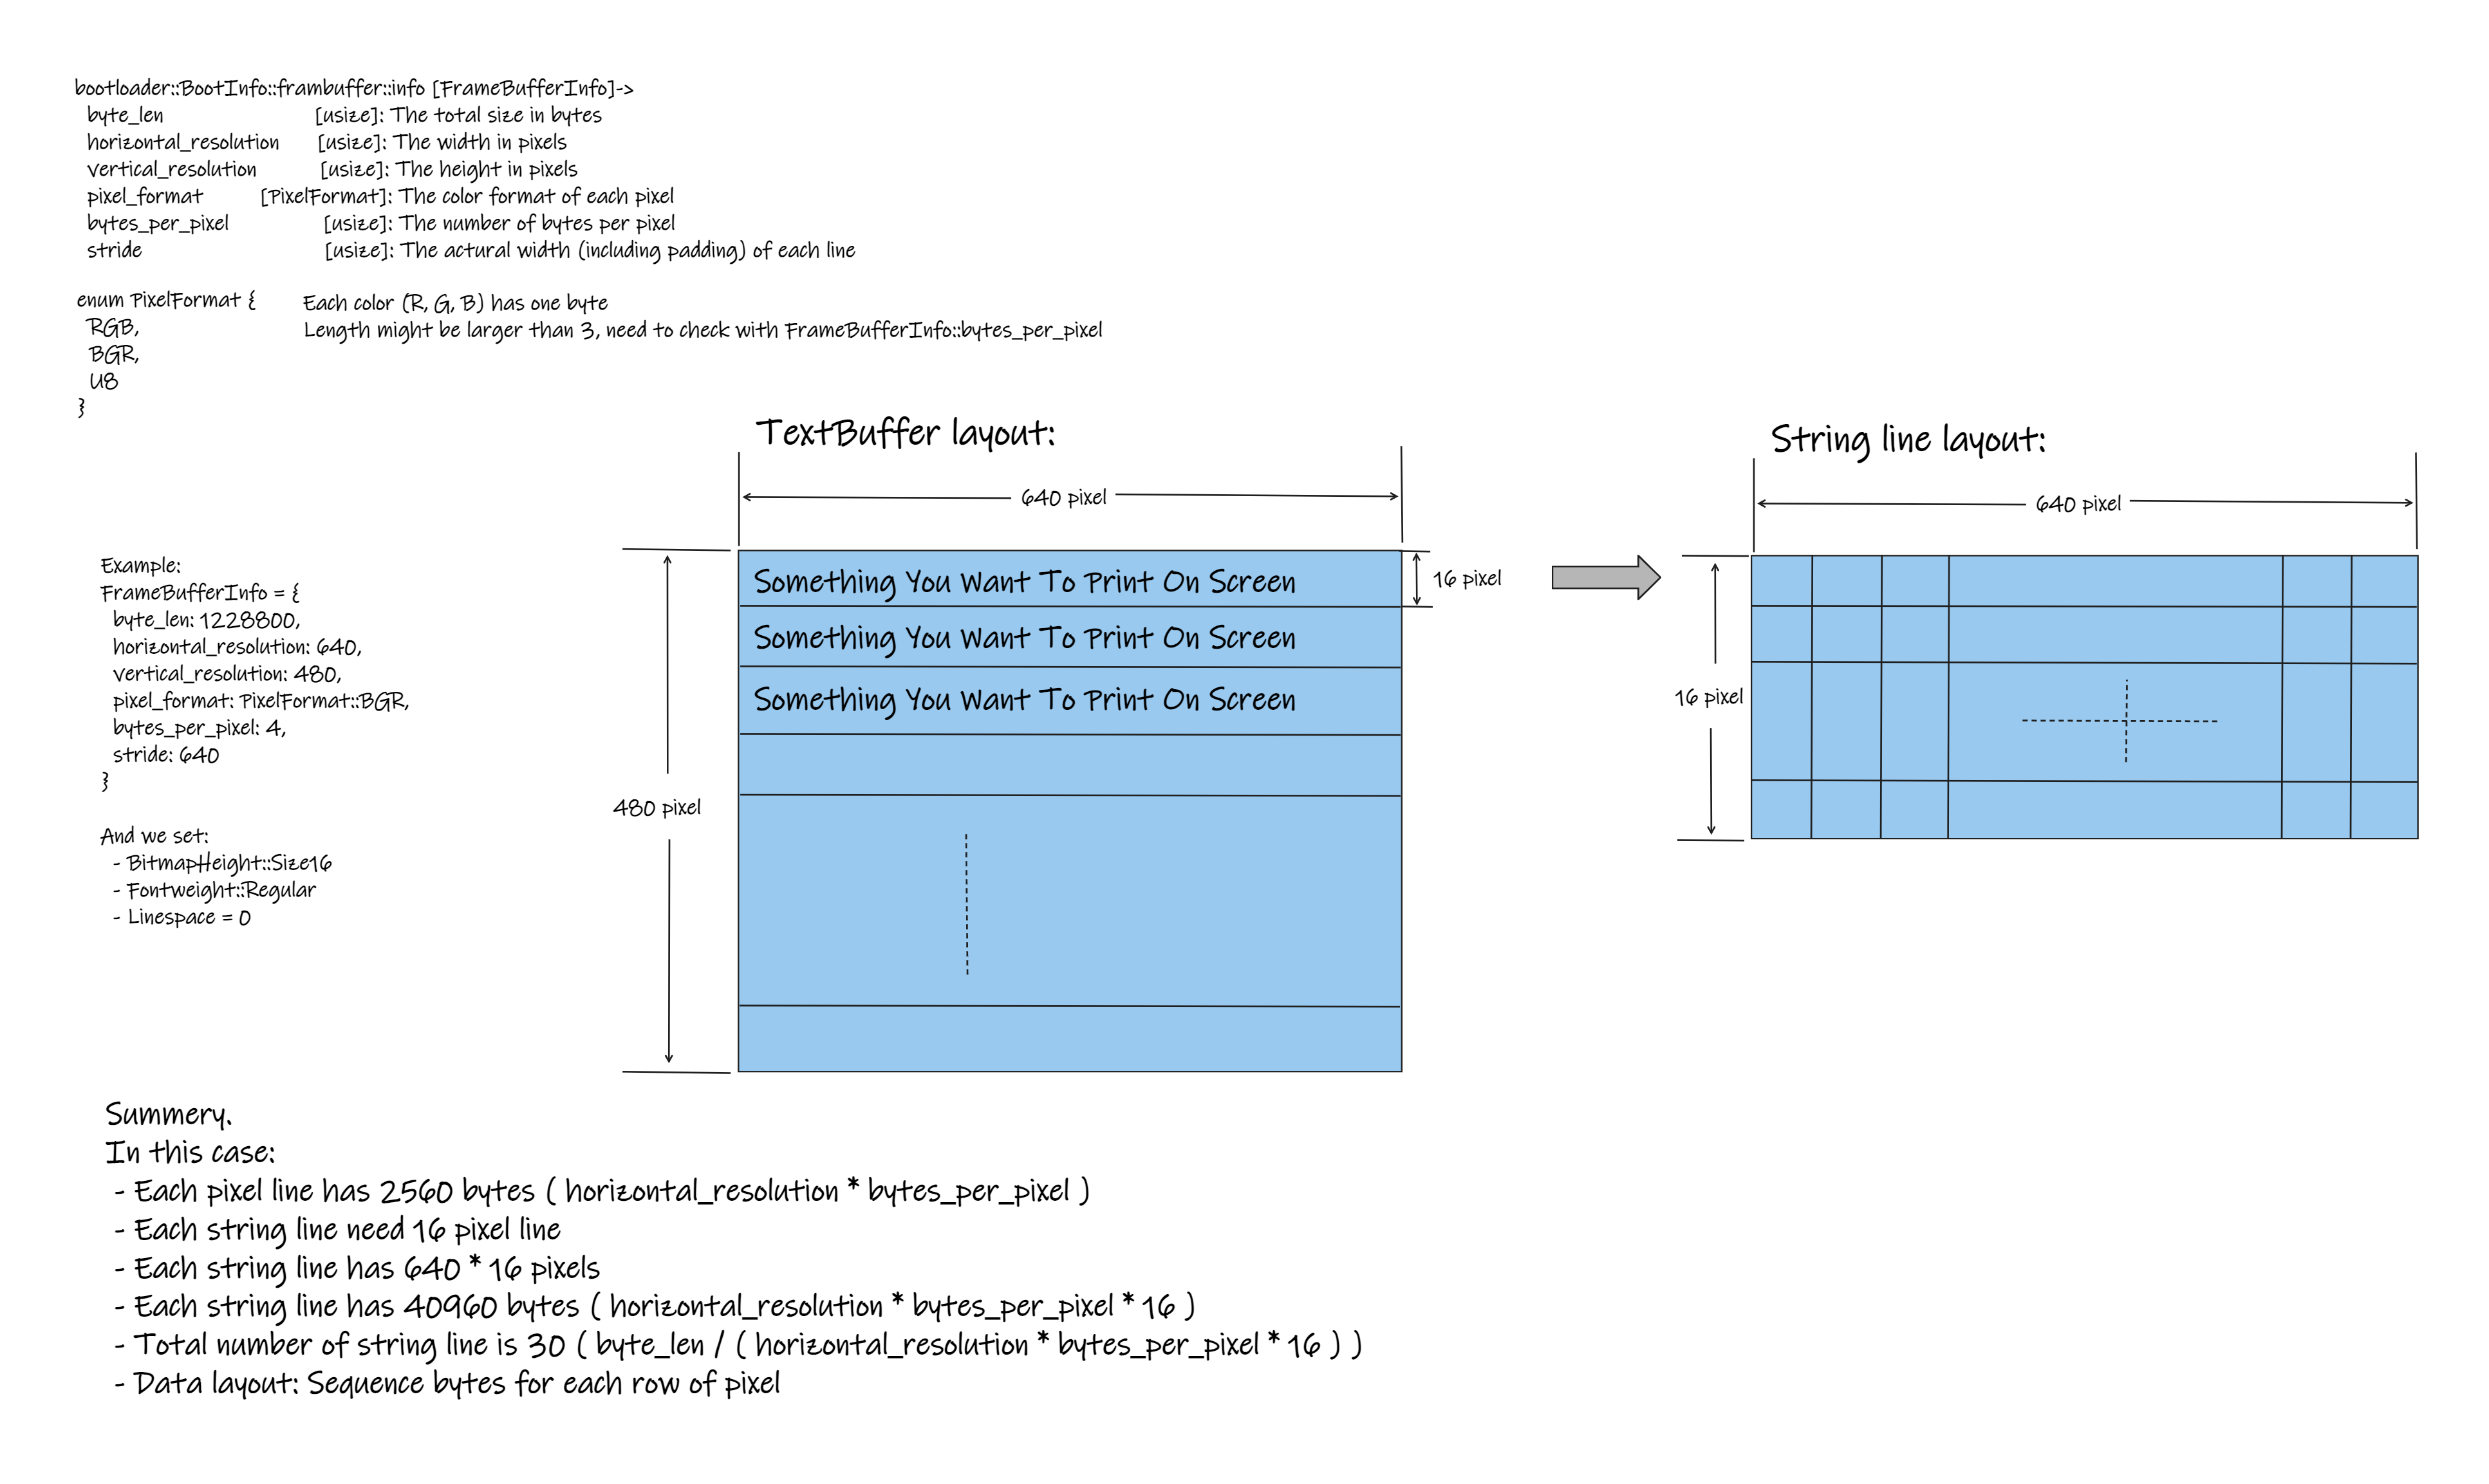 bootloader::BootInfo::frambuffer::info [FrameBufferInfo]->
byte_len [usize]: The total size in bytes
horizontal_resolution [usize]: The width in pixels
vertical_resolution [usize]: The height in pixels
pixel_format [PixelFormat]: The color format of each pixel
bytes_per_pixel [usize]: The number of bytes per pixel
stride [usize]: The actural width (including padding) of each line
enum PixelFormat {
RGB,
BGR,
U8
}
Each color (R, G, B) has one byte
Length might be larger than 3, need to check with FrameBufferInfo::bytes_per_pixel
TextBuffer layout:
640 pixel
480 pixel
Something You Want To Print On Screen
Something You Want To Print On Screen
Something You Want To Print On Screen
16 pixel
String line layout:
640 pixel
16 pixel
Example:
FrameBufferInfo = {
byte_len: 1228800,
horizontal_resolution: 640,
vertical_resolution: 480,
pixel_format: PixelFormat::BGR,
bytes_per_pixel: 4,
stride: 640
}
And we set:
- BitmapHeight::Size16
- Fontweight::Regular
- Linespace = 0
Summery.
In this case:
- Each pixel line has 2560 bytes ( horizontal_resolution * bytes_per_pixel )
- Each string line need 16 pixel line
- Each string line has 640 * 16 pixels
- Each string line has 40960 bytes ( horizontal_resolution * bytes_per_pixel * 16 )
- Total number of string line is 30 ( byte_len / ( horizontal_resolution * bytes_per_pixel * 16 ) )
- Data layout: Sequence bytes for each row of pixel